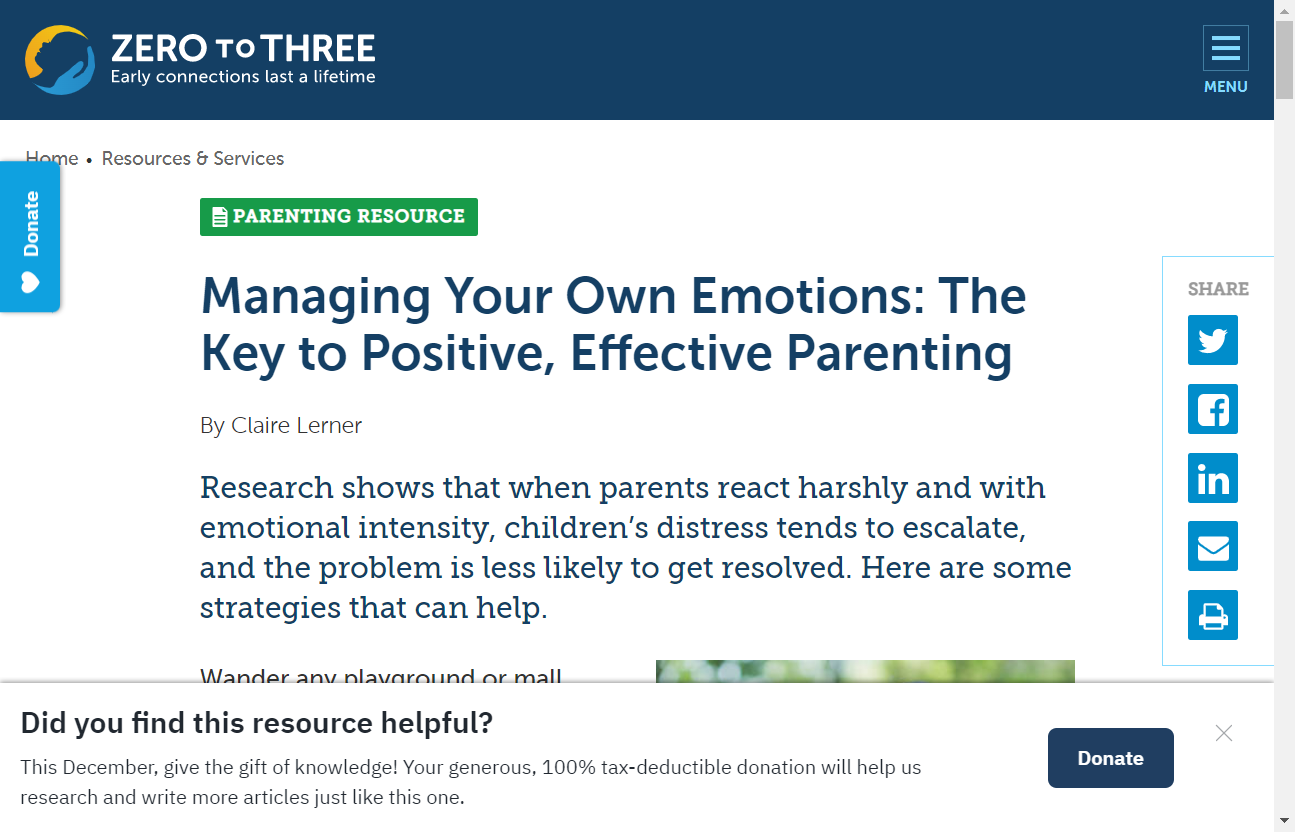 ZERO TO THREE
Early connections last a lifetime
MENU
Home • Resources & Services
Donate
PARENTING RESOURCE
Managing Your Own Emotions: The
Key to Positive, Effective Parenting
By Claire Lerner
SHARE
Research shows that when parents react harshly and with
emotional intensity, children’s distress tends to escalate,
and the problem is less likely to get resolved. Here are some
strategies that can help.
Wander any playground or mall
Did you find this resource helpful?
This December, give the gift of knowledge! Your generous, 100% tax-deductible donation will help us
research and write more articles just like this one.
Donate